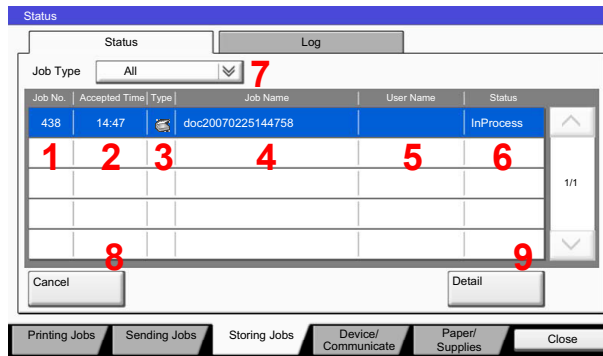 Status
Status Log
Job Type All 7
Job No. Accepted Time Type Job Name User Name Status
438 14:47 doc20070225144758 InProcess
1 2 3 4 5 6
1/1
8 9
Cancel Detail
Printing Jobs Sending Jobs Storing Jobs Device/ Communicate Paper/ Supplies Close